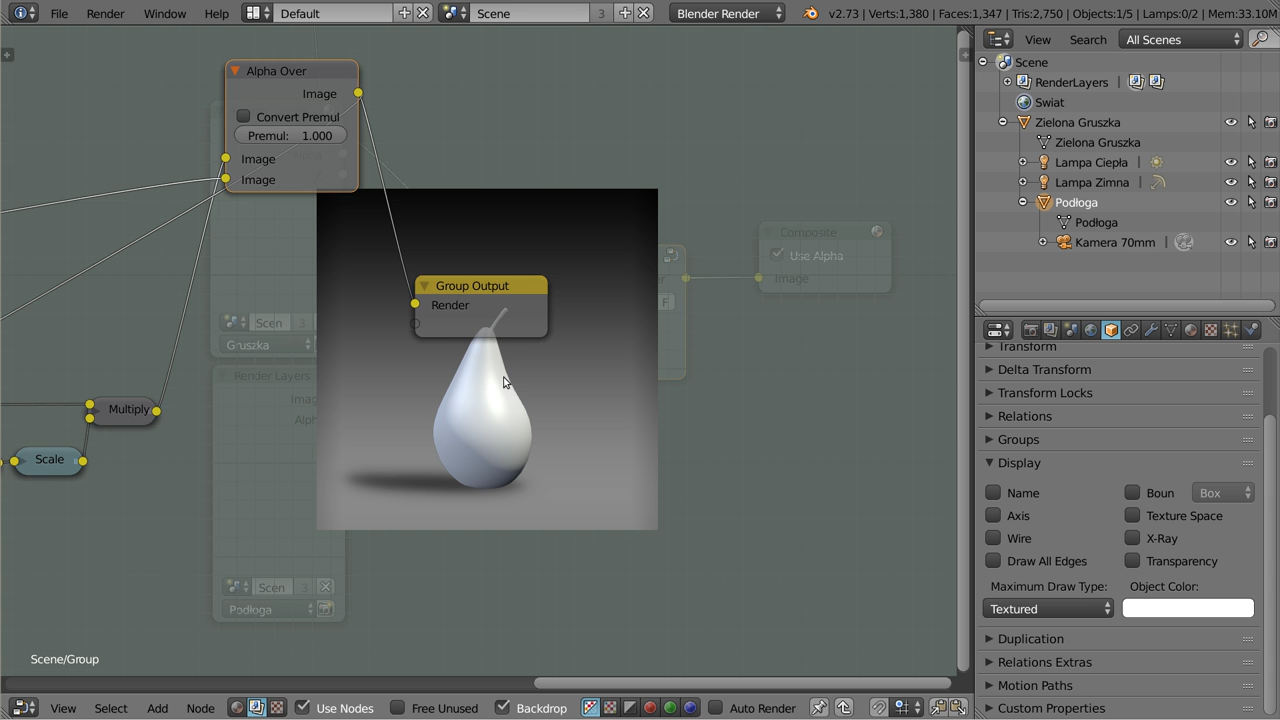 File Render Window Help Default Scene 3 Blender Render v2.73 | Verts:1,380 | Faces:1,347 | Tris:2,750 | Objects:1/5 | Lamps:0/2 | Mem:33.10M
View Search All Scenes
Scene
RenderLayers
Swiat
Zielona Gruszka
Zielona Gruszka
Lampa Ciepła
Lampa Zimna
Podłoga
Podłoga
Kamera 70mm
Alpha Over
Image
Convert Premul
Premul: 1.000
Image
Image
Composite
Use Alpha
Image
Group Output
Render
F
Scen 3
Gruszka
Render Layers
Multiply
Scale
Scen 3
Podłoga
Scene/Group
Transform
Delta Transform
Transform Locks
Relations
Groups
Display
Name Boun Box
Axis Texture Space
Wire X-Ray
Draw All Edges Transparency
Maximum Draw Type: Object Color:
Textured
Duplication
Relations Extras
Motion Paths
Custom Properties
View Select Add Node Use Nodes Free Unused Backdrop Auto Render